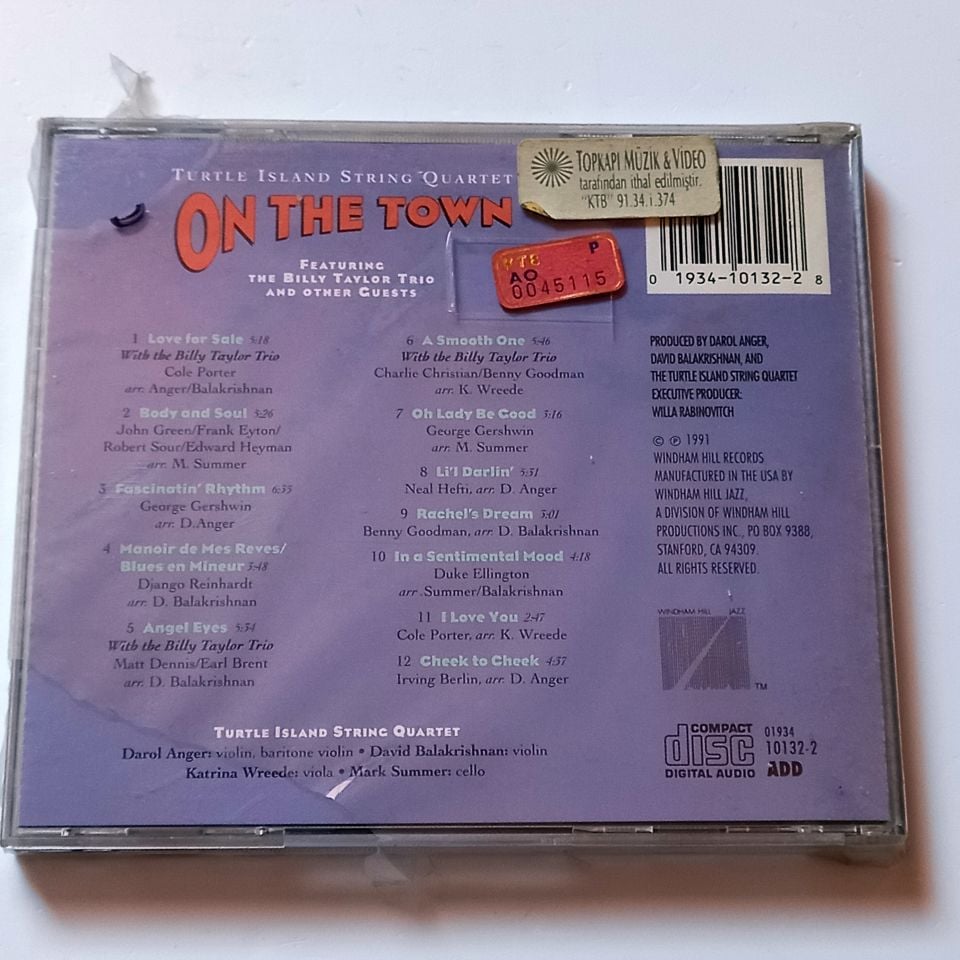 TURTLE ISLAND STRING QUARTET
ON THE TOWN
FEATURING
THE BILLY TAYLOR TRIO
AND OTHER GUESTS
TOPKAPI MÜZİK & VİDEO
tarafından ithal edilmiştir.
"KTB" 91.34.i.374
KTB P
AO
0045115
0 1934-10132-2 8
1 Love for Sale 5:18
With the Billy Taylor Trio
Cole Porter
arr. Anger/Balakrishnan
2 Body and Soul 5:26
John Green/Frank Eyton/
Robert Sour/Edward Heyman
arr. M. Summer
3 Fascinatin' Rhythm 6:35
George Gershwin
arr. D.Anger
4 Manoir de Mes Reves/
Blues en Mineur 5:48
Django Reinhardt
arr. D. Balakrishnan
5 Angel Eyes 5:54
With the Billy Taylor Trio
Matt Dennis/Earl Brent
arr. D. Balakrishnan
6 A Smooth One 5:46
With the Billy Taylor Trio
Charlie Christian/Benny Goodman
arr. K. Wreede
7 Oh Lady Be Good 3:16
George Gershwin
arr. M. Summer
8 Li'l Darlin' 5:31
Neal Hefti, arr. D. Anger
9 Rachel's Dream 3:01
Benny Goodman, arr. D. Balakrishnan
10 In a Sentimental Mood 4:18
Duke Ellington
arr .Summer/Balakrishnan
11 I Love You 2:47
Cole Porter, arr. K. Wreede
12 Cheek to Cheek 4:37
Irving Berlin, arr. D. Anger
PRODUCED BY DAROL ANGER,
DAVID BALAKRISHNAN, AND
THE TURTLE ISLAND STRING QUARTET
EXECUTIVE PRODUCER:
WILLA RABINOVITCH
© ℗ 1991
WINDHAM HILL RECORDS
MANUFACTURED IN THE USA BY
WINDHAM HILL JAZZ,
A DIVISION OF WINDHAM HILL
PRODUCTIONS INC., PO BOX 9388,
STANFORD, CA 94309.
ALL RIGHTS RESERVED.
WINDHAM HILL JAZZ
TM
TURTLE ISLAND STRING QUARTET
Darol Anger: violin, baritone violin • David Balakrishnan: violin
Katrina Wreede: viola • Mark Summer: cello
COMPACT
disc
DIGITAL AUDIO
01934
10132-2
ADD